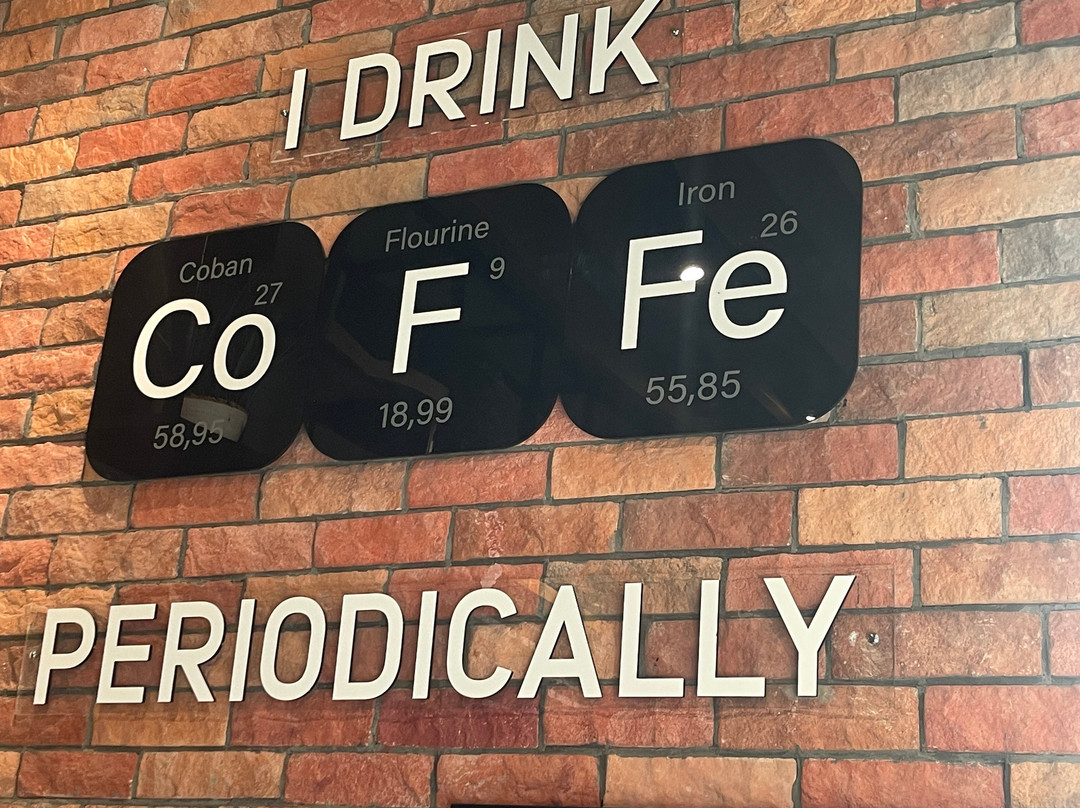 I DRINK
Coban Flourine Iron
27 9 26
Co F Fe
58,95 18,99 55,85
PERIODICALLY